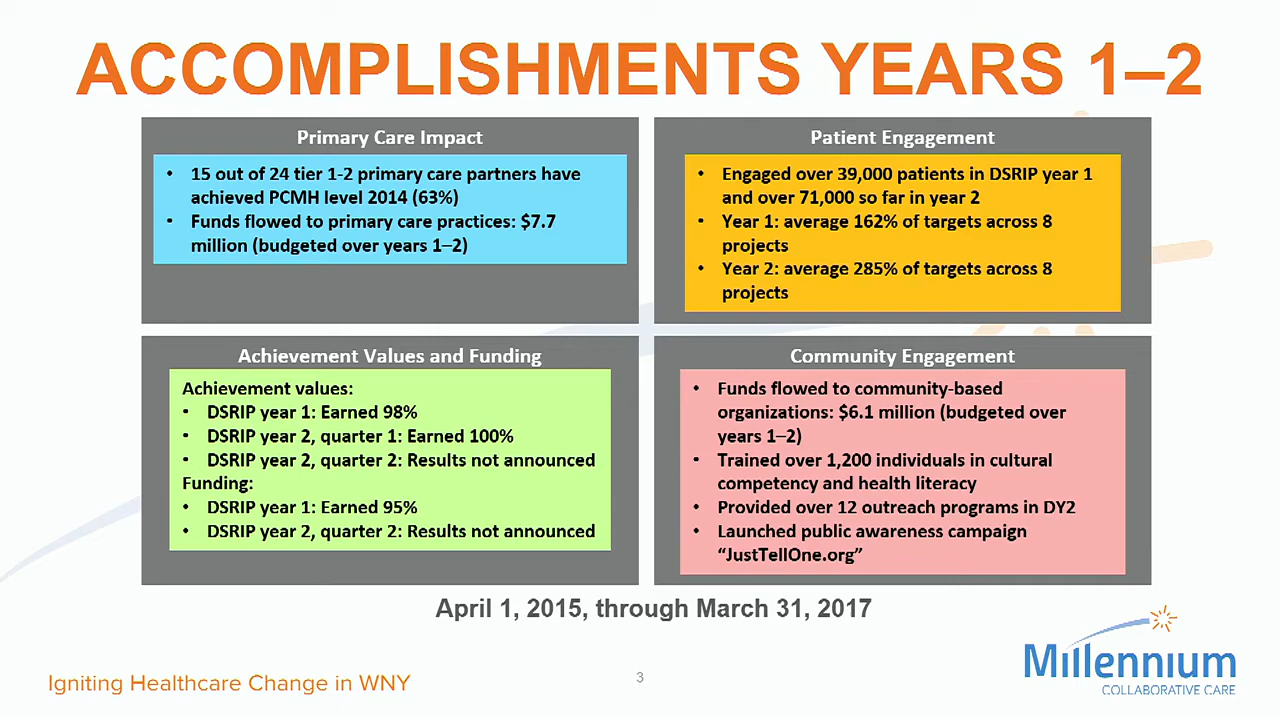 ACCOMPLISHMENTS YEARS 1–2
Primary Care Impact
• 15 out of 24 tier 1-2 primary care partners have
achieved PCMH level 2014 (63%)
• Funds flowed to primary care practices: $7.7
million (budgeted over years 1–2)
Patient Engagement
• Engaged over 39,000 patients in DSRIP year 1
and over 71,000 so far in year 2
• Year 1: average 162% of targets across 8
projects
• Year 2: average 285% of targets across 8
projects
Achievement Values and Funding
Achievement values:
• DSRIP year 1: Earned 98%
• DSRIP year 2, quarter 1: Earned 100%
• DSRIP year 2, quarter 2: Results not announced
Funding:
• DSRIP year 1: Earned 95%
• DSRIP year 2, quarter 2: Results not announced
Community Engagement
• Funds flowed to community-based
organizations: $6.1 million (budgeted over
years 1–2)
• Trained over 1,200 individuals in cultural
competency and health literacy
• Provided over 12 outreach programs in DY2
• Launched public awareness campaign
“JustTellOne.org”
April 1, 2015, through March 31, 2017
Igniting Healthcare Change in WNY
3
Millennium
COLLABORATIVE CARE